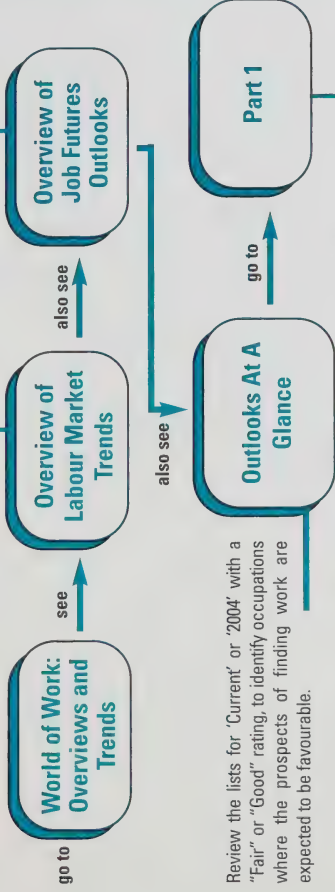 go to
World of Work:
Overviews and
Trends
see
Overview of
Labour Market
Trends
also see
Overview of
Job Futures
Outlooks
also see
Outlooks At A
Glance
go to
Part 1
Review the lists for 'Current' or '2004' with a
"Fair" or "Good" rating, to identify occupations
where the prospects of finding work are
expected to be favourable.